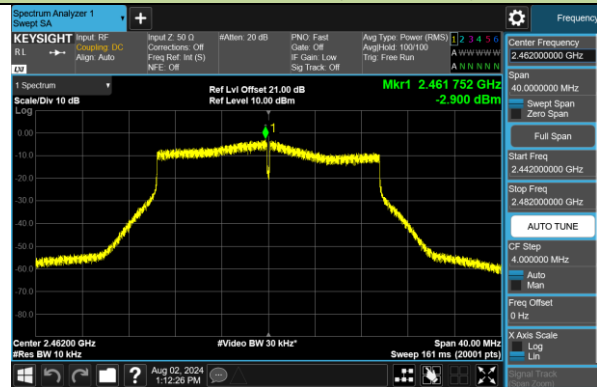 Spectrum Analyzer 1
Swept SA
Frequency
KEYSIGHT
Input: RF
Input Z: 50 Ω
#Atten: 20 dB
PNO: Fast
Avg Type: Power (RMS)
1 2 3 4 5 6
RL
Coupling: DC
Corrections: Off
Gate: Off
Avg|Hold: 100/100
A W W W W W
Align: Auto
Freq Ref: Int (S)
IF Gain: Low
Trig: Free Run
LXI
NFE: Off
Sig Track: Off
A N N N N N
Center Frequency
2.462000000 GHz
Span
40.0000000 MHz
Swept Span
Zero Span
Full Span
Start Freq
2.442000000 GHz
Stop Freq
2.482000000 GHz
AUTO TUNE
CF Step
4.000000 MHz
Auto
Man
Freq Offset
0 Hz
X Axis Scale
Log
Lin
Signal Track
(Span Zoom)
1 Spectrum
Ref Lvl Offset 21.00 dB
Mkr1 2.461 752 GHz
Scale/Div 10 dB
Ref Level 10.00 dBm
-2.900 dBm
Log
1
0.00
-10.0
-20.0
-30.0
-40.0
-50.0
-60.0
-70.0
-80.0
Center 2.46200 GHz
#Video BW 30 kHz*
Span 40.00 MHz
#Res BW 10 kHz
Sweep 161 ms (20001 pts)
Aug 02, 2024
1:12:26 PM